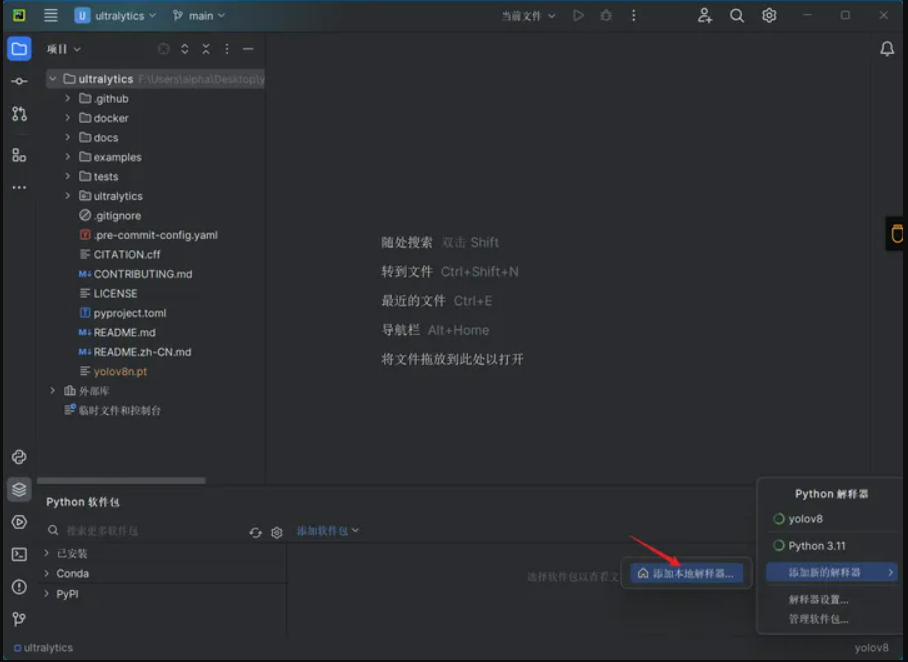 U ultralytics main 当前文件
项目
ultralytics F:\Users\alpha\Desktop\y
.github
docker
docs
examples
tests
ultralytics
.gitignore
.pre-commit-config.yaml
CITATION.cff
M↓ CONTRIBUTING.md
LICENSE
pyproject.toml
M↓ README.md
M↓ README.zh-CN.md
yolov8n.pt
外部库
临时文件和控制台
随处搜索 双击 Shift
转到文件 Ctrl+Shift+N
最近的文件 Ctrl+E
导航栏 Alt+Home
将文件拖放到此处以打开
Python 软件包
搜索更多软件包 添加软件包
已安装
Conda
PyPI
选择软件包以查看文
添加本地解释器...
Python 解释器
yolov8
Python 3.11
添加新的解释器
解释器设置...
管理软件包...
ultralytics yolov8